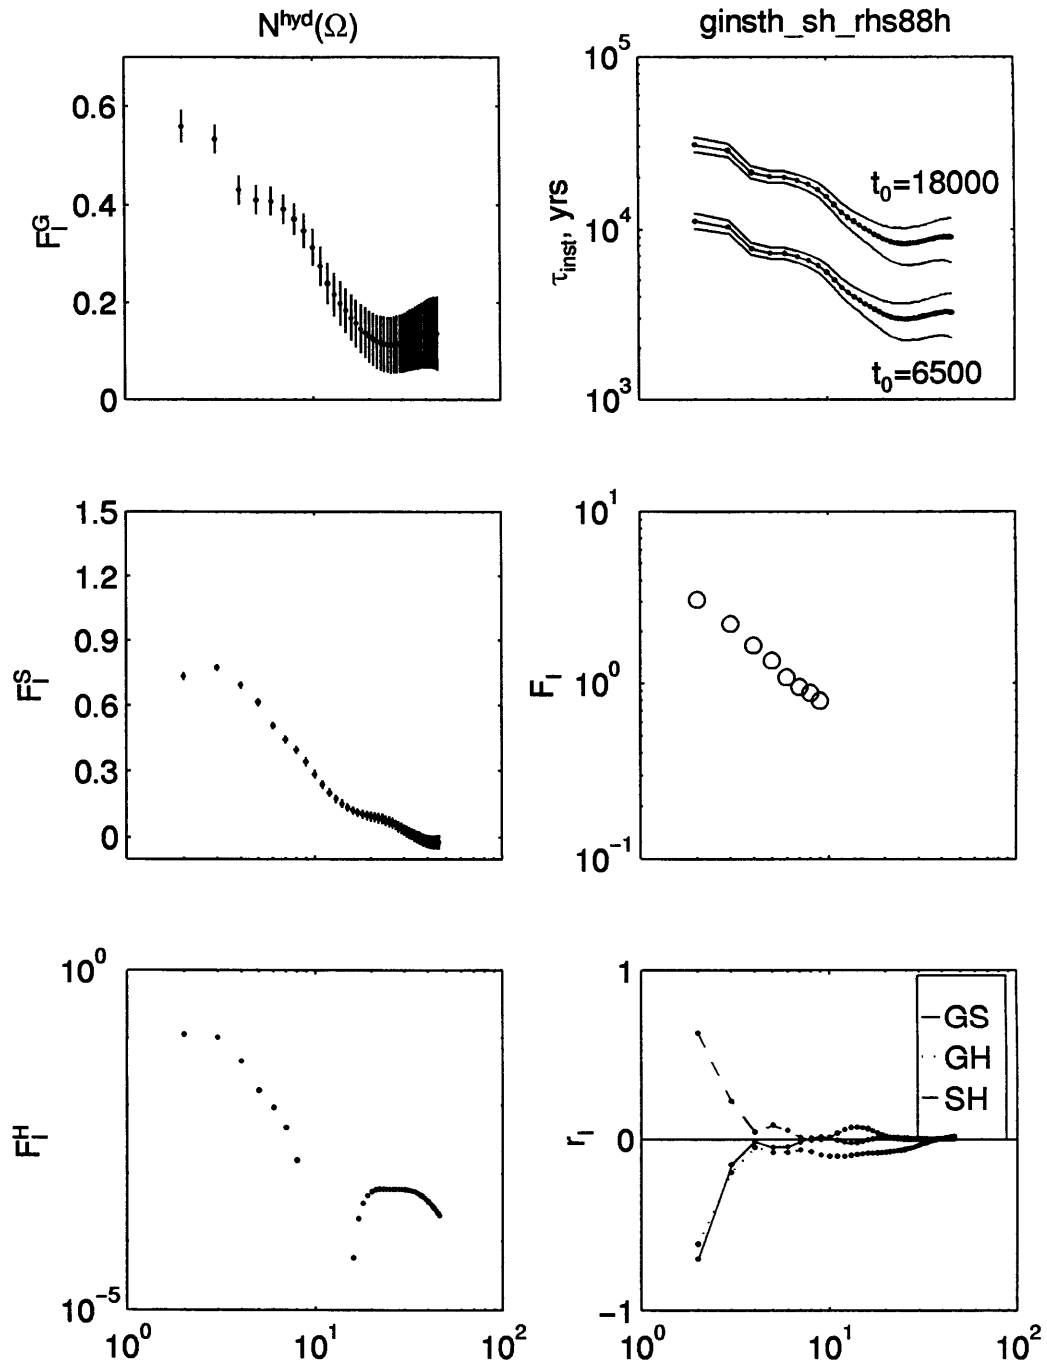 N^hyd(Ω)
ginsth_sh_rhs88h
0.6
0.4
0.2
0
F_l^G
10^5
10^4
10^3
τ_inst, yrs
t_0=18000
t_0=6500
1.5
1.2
0.9
0.6
0.3
0
F_l^S
10^1
10^0
10^-1
F_l
10^0
10^-5
F_l^H
10^0
10^1
10^2
1
0
-1
r_l
GS
GH
SH
10^0
10^1
10^2